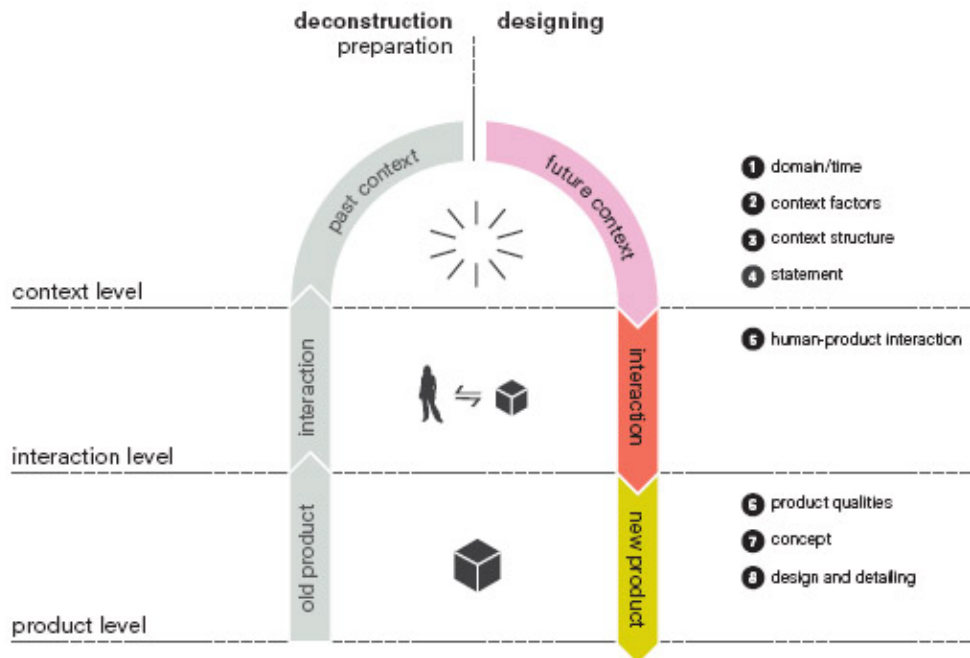 deconstruction
preparation
designing
past context
future context
1 domain/time
2 context factors
3 context structure
4 statement
context level
interaction
interaction
5 human-product interaction
interaction level
old product
new product
6 product qualities
7 concept
8 design and detailing
product level